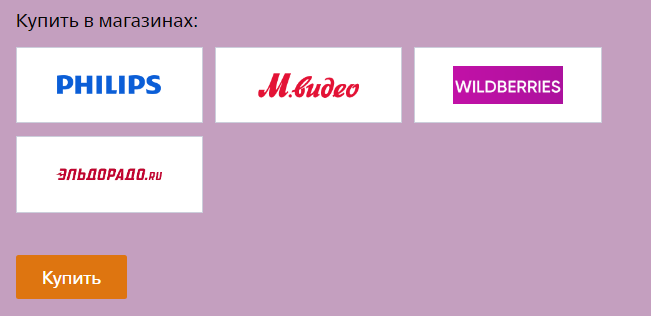 Купить в магазинах:
PHILIPS
М.видео
WILDBERRIES
ЭЛЬДОРАДО.RU
Купить